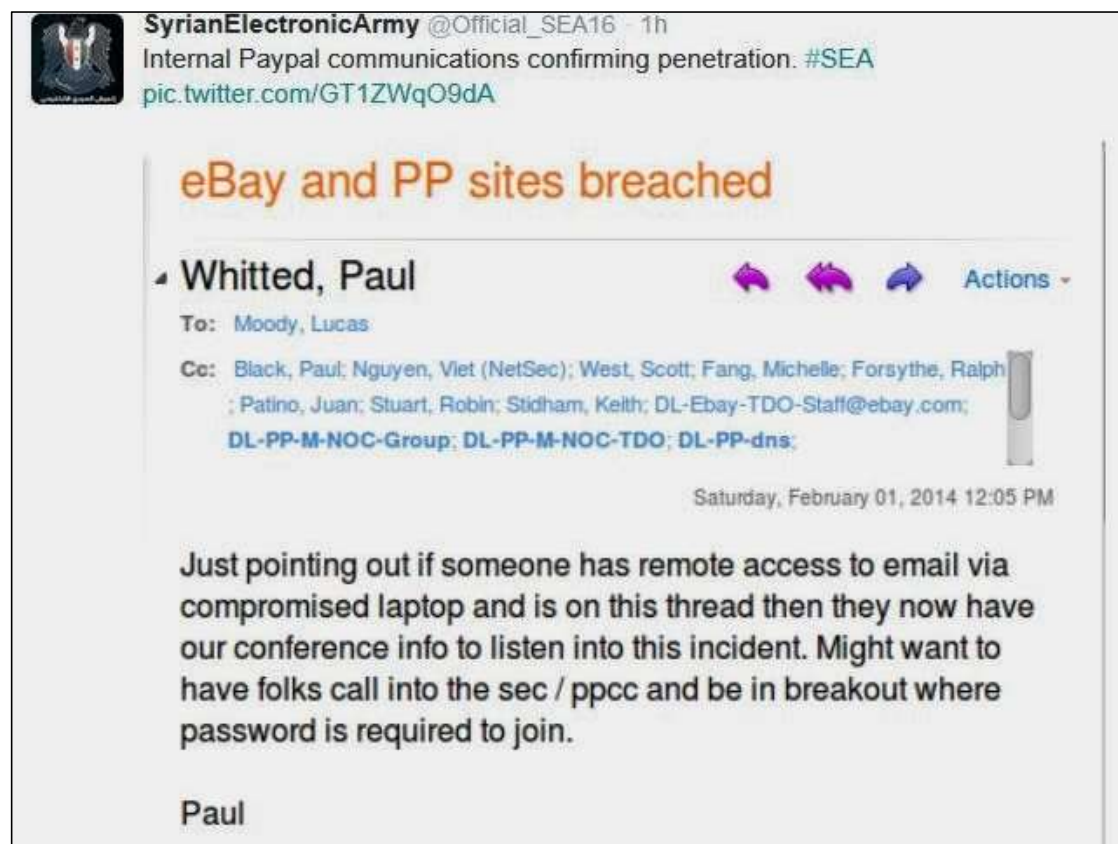 SyrianElectronicArmy @Official_SEA16 · 1h
Internal Paypal communications confirming penetration. #SEA
pic.twitter.com/GT1ZWqO9dA
eBay and PP sites breached
Whitted, Paul
Actions
To: Moody, Lucas
Cc: Black, Paul; Nguyen, Viet (NetSec); West, Scott; Fang, Michelle; Forsythe, Ralph
; Patino, Juan; Stuart, Robin; Stidham, Keith; DL-Ebay-TDO-Staff@ebay.com;
DL-PP-M-NOC-Group; DL-PP-M-NOC-TDO; DL-PP-dns;
Saturday, February 01, 2014 12:05 PM
Just pointing out if someone has remote access to email via
compromised laptop and is on this thread then they now have
our conference info to listen into this incident. Might want to
have folks call into the sec / ppcc and be in breakout where
password is required to join.
Paul